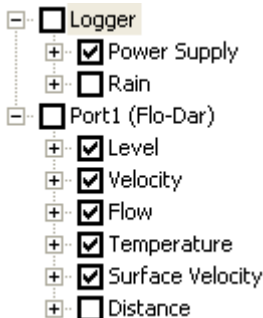 Logger
Power Supply
Rain
Port1 (Flo-Dar)
Level
Velocity
Flow
Temperature
Surface Velocity
Distance